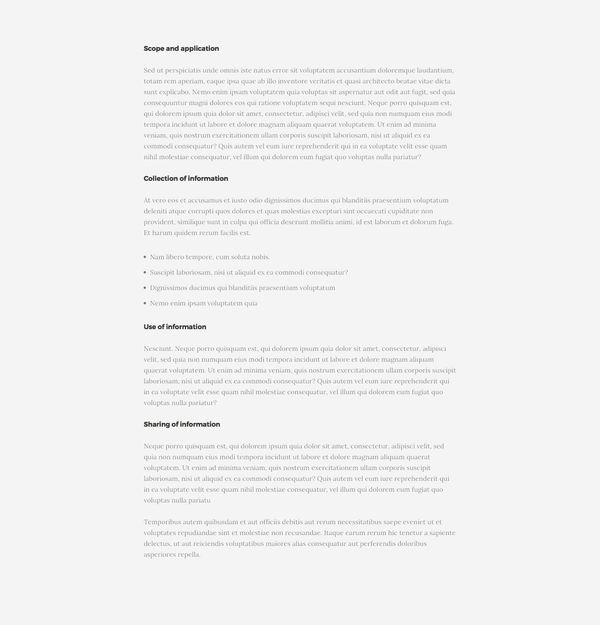 Scope and application
Sed ut perspiciatis unde omnis iste natus error sit voluptatem accusantium doloremque laudantium,
totam rem aperiam, eaque ipsa quae ab illo inventore veritatis et quasi architecto beatae vitae dicta
sunt explicabo. Nemo enim ipsam voluptatem quia voluptas sit aspernatur aut odit aut fugit, sed quia
consequuntur magni dolores eos qui ratione voluptatem sequi nesciunt. Neque porro quisquam est,
qui dolorem ipsum quia dolor sit amet, consectetur, adipisci velit, sed quia non numquam eius modi
tempora incidunt ut labore et dolore magnam aliquam quaerat voluptatem. Ut enim ad minima
veniam, quis nostrum exercitationem ullam corporis suscipit laboriosam, nisi ut aliquid ex ea
commodi consequatur? Quis autem vel eum iure reprehenderit qui in ea voluptate velit esse quam
nihil molestiae consequatur, vel illum qui dolorem eum fugiat quo voluptas nulla pariatur?
Collection of information
At vero eos et accusamus et iusto odio dignissimos ducimus qui blanditiis praesentium voluptatum
deleniti atque corrupti quos dolores et quas molestias excepturi sint occaecati cupiditate non
provident, similique sunt in culpa qui officia deserunt mollitia animi, id est laborum et dolorum fuga.
Et harum quidem rerum facilis est.
• Nam libero tempore, cum soluta nobis.
• Suscipit laboriosam, nisi ut aliquid ex ea commodi consequatur?
• Dignissimos ducimus qui blanditiis praesentium voluptatum
• Nemo enim ipsam voluptatem quia
Use of information
Nesciunt. Neque porro quisquam est, qui dolorem ipsum quia dolor sit amet, consectetur, adipisci
velit, sed quia non numquam eius modi tempora incidunt ut labore et dolore magnam aliquam
quaerat voluptatem. Ut enim ad minima veniam, quis nostrum exercitationem ullam corporis suscipit
laboriosam, nisi ut aliquid ex ea commodi consequatur? Quis autem vel eum iure reprehenderit qui
in ea voluptate velit esse quam nihil molestiae consequatur, vel illum qui dolorem eum fugiat quo
voluptas nulla pariatur?
Sharing of information
Neque porro quisquam est, qui dolorem ipsum quia dolor sit amet, consectetur, adipisci velit, sed
quia non numquam eius modi tempora incidunt ut labore et dolore magnam aliquam quaerat
voluptatem. Ut enim ad minima veniam, quis nostrum exercitationem ullam corporis suscipit
laboriosam, nisi ut aliquid ex ea commodi consequatur? Quis autem vel eum iure reprehenderit qui
in ea voluptate velit esse quam nihil molestiae consequatur, vel illum qui dolorem eum fugiat quo
voluptas nulla pariatu
Temporibus autem quibusdam et aut officiis debitis aut rerum necessitatibus saepe eveniet ut et
voluptates repudiandae sint et molestiae non recusandae. Itaque earum rerum hic tenetur a sapiente
delectus, ut aut reiciendis voluptatibus maiores alias consequatur aut perferendis doloribus
asperiores repella.